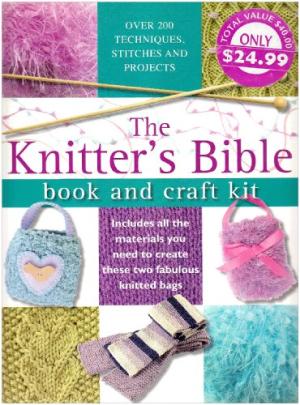 OVER 200
TECHNIQUES,
STITCHES AND
PROJECTS
TOTAL VALUE $40.00
ONLY
$24.99
The
Knitter's Bible
book and craft kit
Includes all the
materials you
need to create
these two fabulous
knitted bags